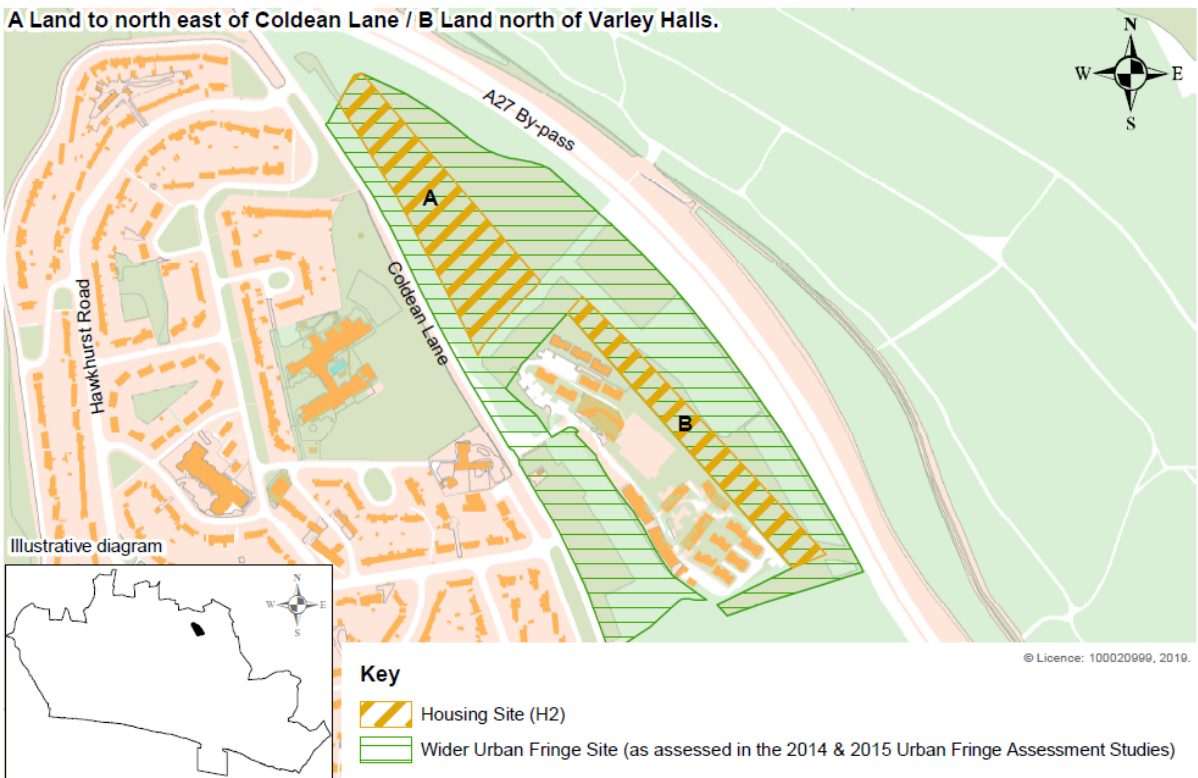 A Land to north east of Coldean Lane / B Land north of Varley Halls.
N
W E
S
A27 By-pass
A
Hawkhurst Road
Coldean Lane
B
Illustrative diagram
N
W E
S
© Licence: 100020999, 2019.
Key
Housing Site (H2)
Wider Urban Fringe Site (as assessed in the 2014 & 2015 Urban Fringe Assessment Studies)